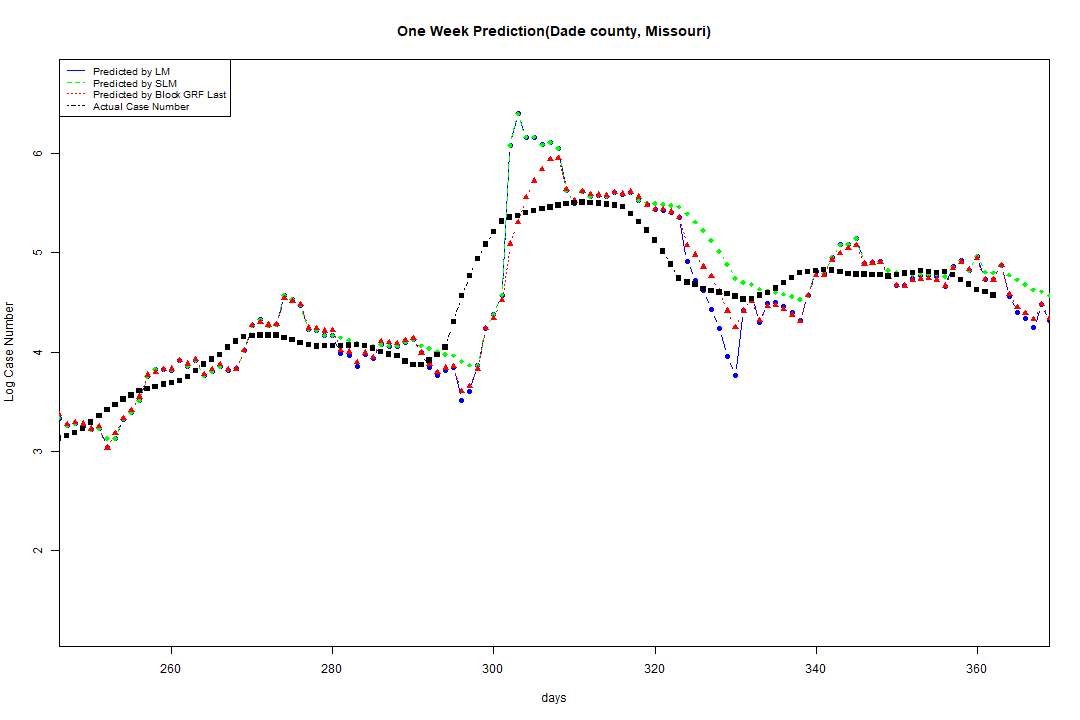 One Week Prediction(Dade county, Missouri)
Predicted by LM
Predicted by SLM
Predicted by Block GRF Last
Actual Case Number
Log Case Number
6
5
4
3
2
260
280
300
320
340
360
days